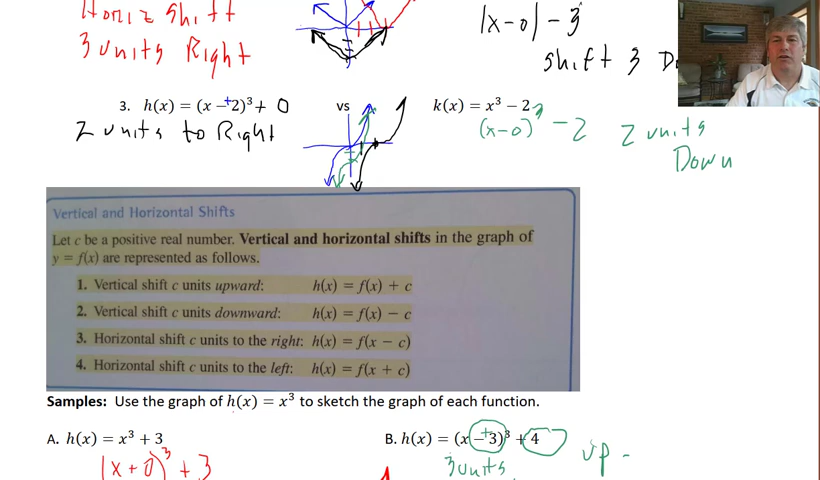 Horiz Shift
3 units Right
|x-0| - 3
shift 3 D
3. h(x) = (x - 2)³ + 0 vs k(x) = x³ - 2
2 units to Right
(x-0)³ - 2 2 units
Down
Vertical and Horizontal Shifts
Let c be a positive real number. Vertical and horizontal shifts in the graph of
y = f(x) are represented as follows.
1. Vertical shift c units upward: h(x) = f(x) + c
2. Vertical shift c units downward: h(x) = f(x) - c
3. Horizontal shift c units to the right: h(x) = f(x - c)
4. Horizontal shift c units to the left: h(x) = f(x + c)
Samples: Use the graph of h(x) = x³ to sketch the graph of each function.
A. h(x) = x³ + 3 B. h(x) = (x - 3)³ + 4
(x + 0)³ + 3
3 units
up -